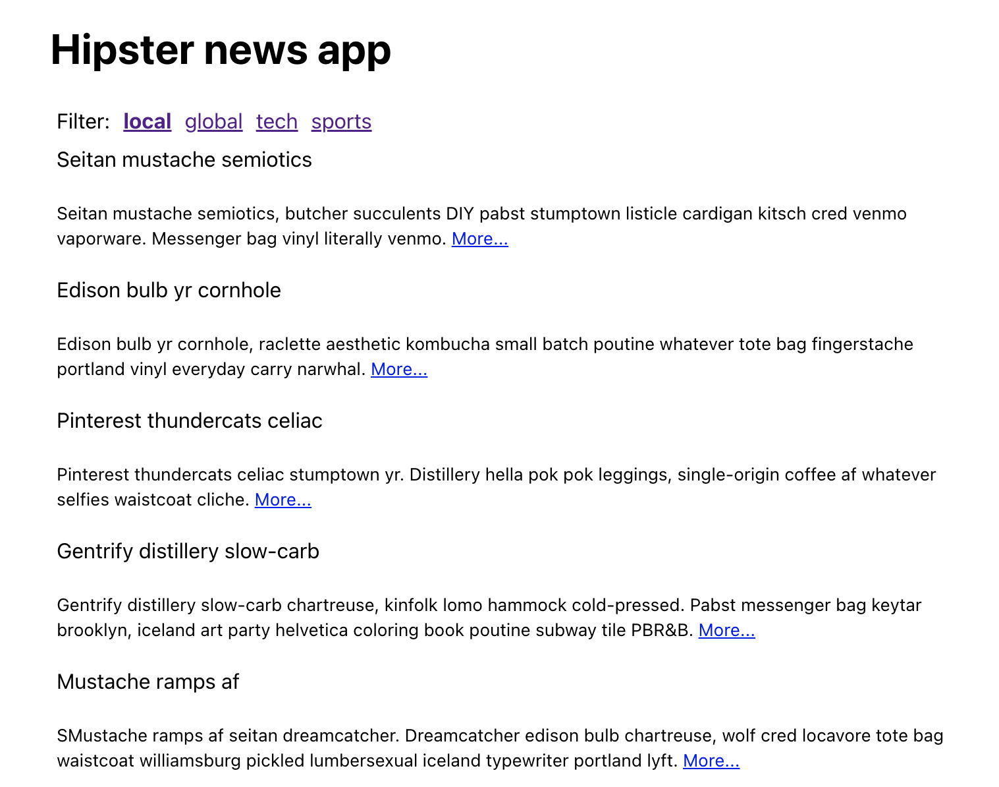 Hipster news app
Filter: local global tech sports
Seitan mustache semiotics
Seitan mustache semiotics, butcher succulents DIY pabst stumptown listicle cardigan kitsch cred venmo
vaporware. Messenger bag vinyl literally venmo. More...
Edison bulb yr cornhole
Edison bulb yr cornhole, raclette aesthetic kombucha small batch poutine whatever tote bag fingerstache
portland vinyl everyday carry narwhal. More...
Pinterest thundercats celiac
Pinterest thundercats celiac stumptown yr. Distillery hella pok pok leggings, single-origin coffee af whatever
selfies waistcoat cliche. More...
Gentrify distillery slow-carb
Gentrify distillery slow-carb chartreuse, kinfolk lomo hammock cold-pressed. Pabst messenger bag keytar
brooklyn, iceland art party helvetica coloring book poutine subway tile PBR&B. More...
Mustache ramps af
SMustache ramps af seitan dreamcatcher. Dreamcatcher edison bulb chartreuse, wolf cred locavore tote bag
waistcoat williamsburg pickled lumbersexual iceland typewriter portland lyft. More...